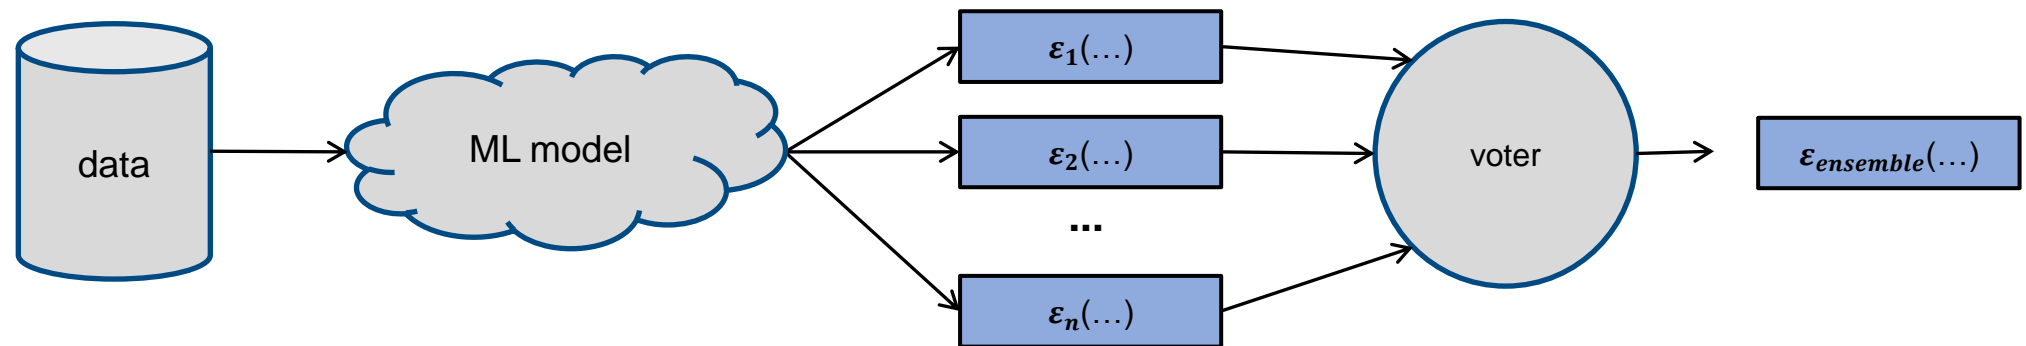 data
ML model
𝜺₁(…)
𝜺₂(…)
...
𝜺ₙ(…)
voter
𝜺ₑₙₛₑₘbₗₑ(…)